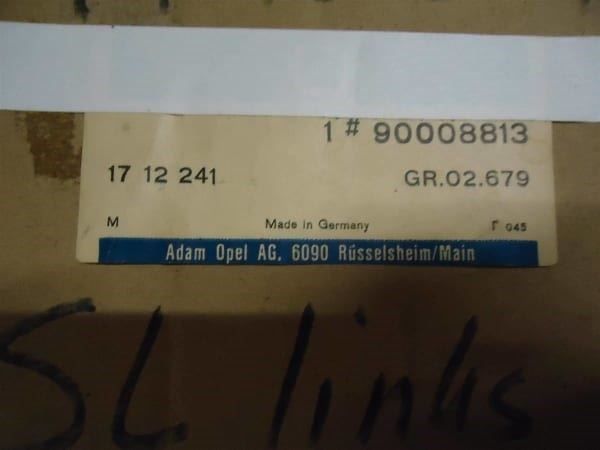 1 # 90008813
17 12 241 GR.02.679
M Made in Germany 045
Adam Opel AG, 6090 Rüsselsheim/Main
SL links